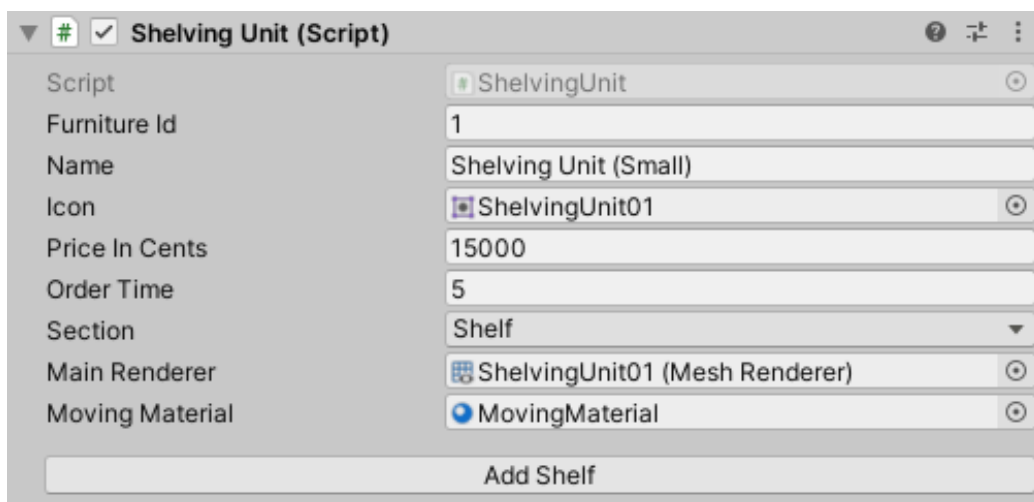 Shelving Unit (Script)
Script ShelvingUnit
Furniture Id 1
Name Shelving Unit (Small)
Icon ShelvingUnit01
Price In Cents 15000
Order Time 5
Section Shelf
Main Renderer ShelvingUnit01 (Mesh Renderer)
Moving Material MovingMaterial
Add Shelf